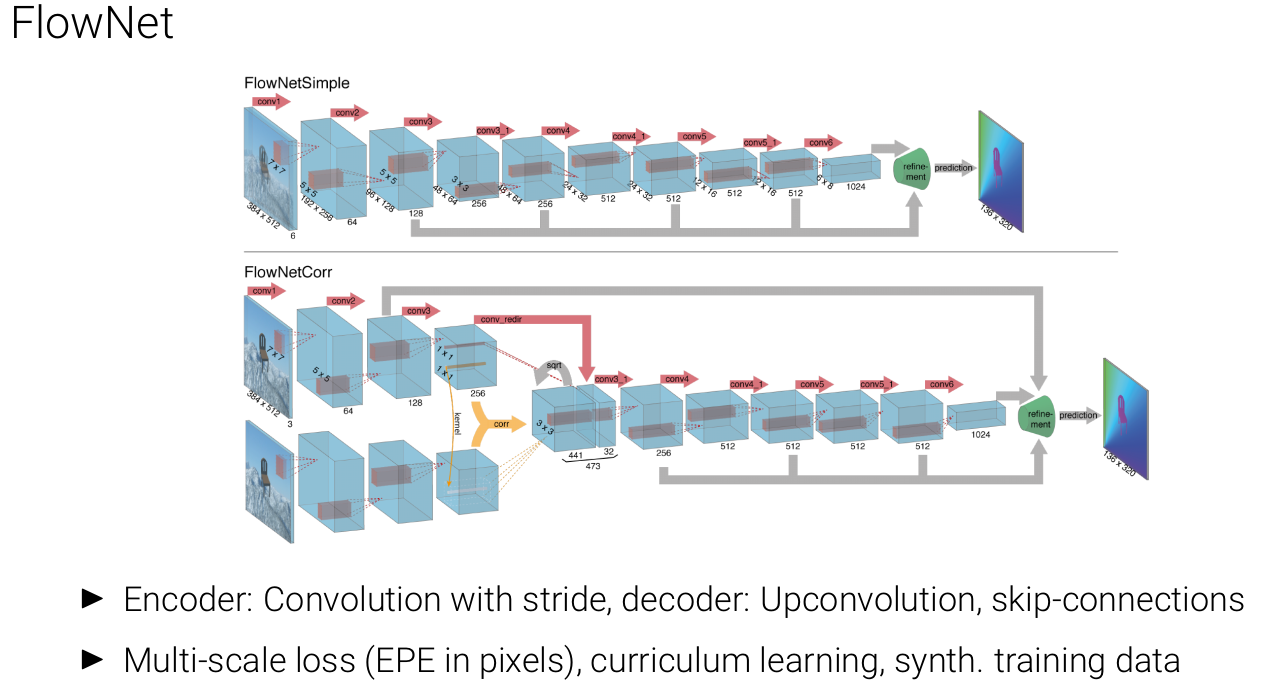 FlowNet
FlowNetSimple
conv1
conv2
conv3
conv3_1
conv4
conv4_1
conv5
conv5_1
conv6
7 x 7
5 x 5
5 x 5
3 x 3
384 x 512
192 x 256
96 x 128
48 x 64
48 x 64
24 x 32
24 x 32
12 x 16
12 x 16
6 x 8
6
64
128
256
256
512
512
512
512
1024
refine-
ment
prediction
136 x 320
FlowNetCorr
conv1
conv2
conv3
conv_redir
sqrt
conv3_1
conv4
conv4_1
conv5
conv5_1
conv6
7 x 7
5 x 5
1 x 1
1 x 1
kernel
corr
3 x 3
384 x 512
3
64
128
256
441
32
473
256
512
512
512
512
1024
refine-
ment
prediction
136 x 320
► Encoder: Convolution with stride, decoder: Upconvolution, skip-connections
► Multi-scale loss (EPE in pixels), curriculum learning, synth. training data